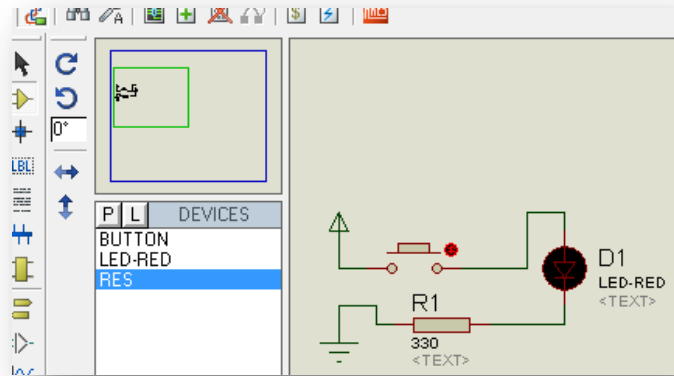 A
$
0°
LBL
P L DEVICES
BUTTON
LED-RED
RES
D1
LED-RED
<TEXT>
R1
330
<TEXT>